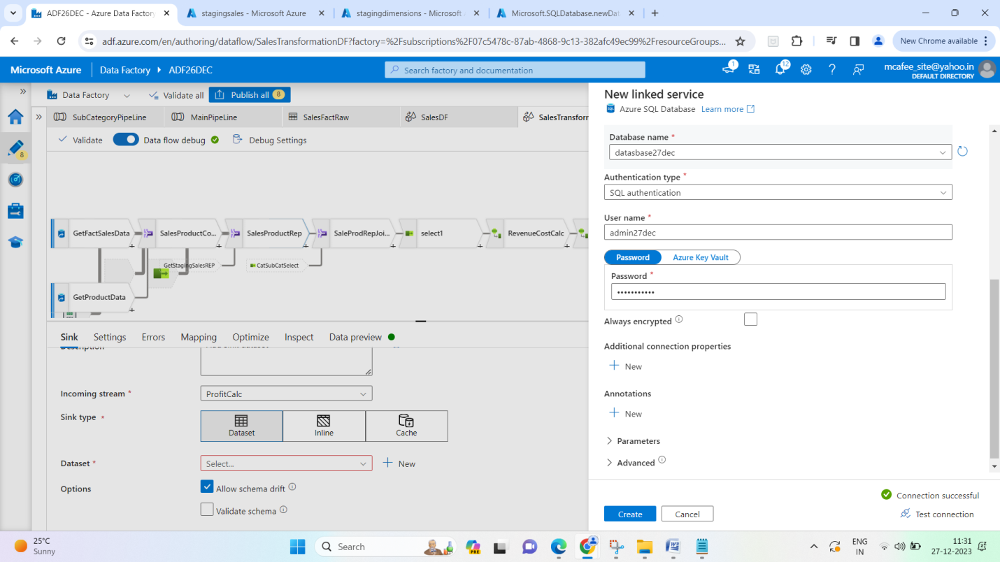 ADF26DEC - Azure Data Factory
stagingsales - Microsoft Azure
stagingdimensions - Microsoft
Microsoft.SQLDatabase.newDat
adf.azure.com/en/authoring/dataflow/SalesTransformationDF?factory=%2Fsubscriptions%2F07c5478c-87ab-4868-9c13-382afc49ec99%2FresourceGroups...
New Chrome available
Microsoft Azure
Data Factory
ADF26DEC
Search factory and documentation
1
12
mcafee_site@yahoo.in
DEFAULT DIRECTORY
Data Factory
Validate all
Publish all
8
SubCategoryPipeLine
MainPipeLine
SalesFactRaw
SalesDF
SalesTransform
8
Validate
Data flow debug
Debug Settings
GetFactSalesData
SalesProductCo...
SalesProductRep
SaleProdRepJoi...
select1
RevenueCostCalc
GetStagingSalesREP
CatSubCatSelect
GetProductData
Sink
Settings
Errors
Mapping
Optimize
Inspect
Data preview
Description
Add sink dataset
Incoming stream *
ProfitCalc
Sink type *
Dataset
Inline
Cache
Dataset *
Select...
New
Options
Allow schema drift
Validate schema
New linked service
Azure SQL Database
Learn more
Database name *
datasbase27dec
Authentication type *
SQL authentication
User name *
admin27dec
Password
Azure Key Vault
Password *
•••••••••••
Always encrypted
Additional connection properties
New
Annotations
New
Parameters
Advanced
Connection successful
Create
Cancel
Test connection
25°C
Sunny
Search
PRE
ENG
IN
11:31
27-12-2023